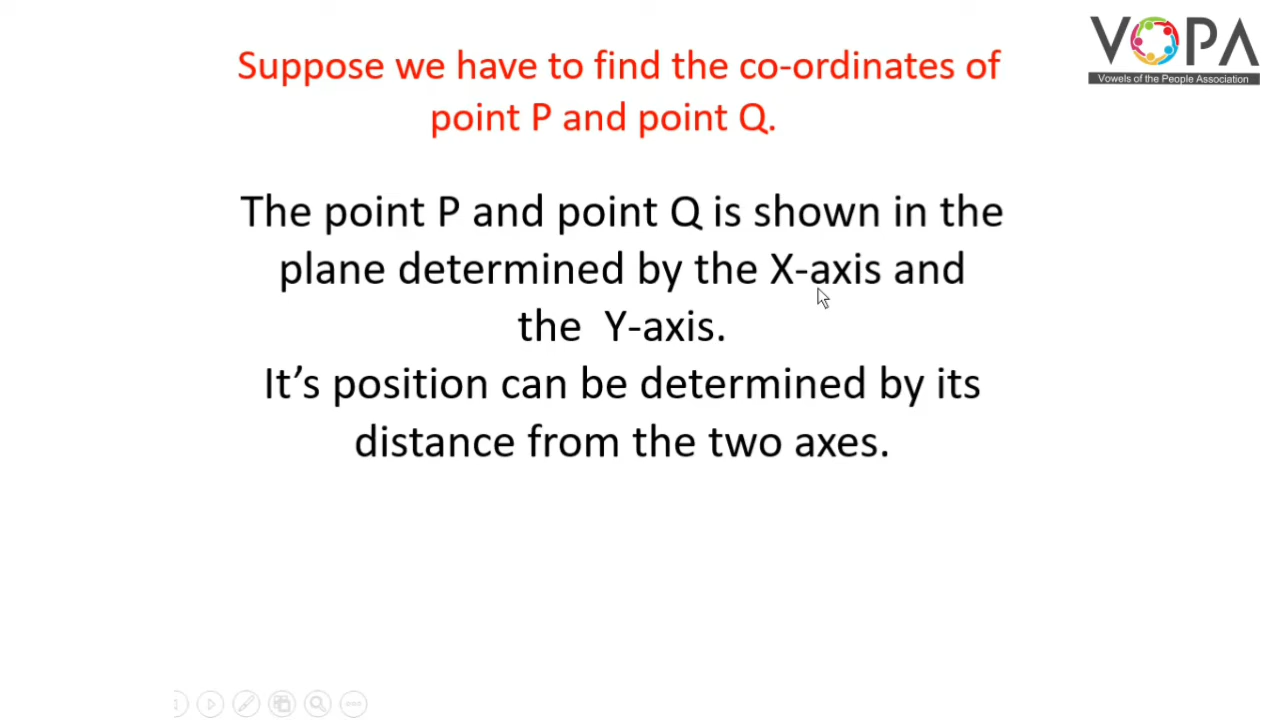 VOPA
Vowels of the People Association
Suppose we have to find the co-ordinates of
point P and point Q.
The point P and point Q is shown in the
plane determined by the X-axis and
the Y-axis.
It’s position can be determined by its
distance from the two axes.